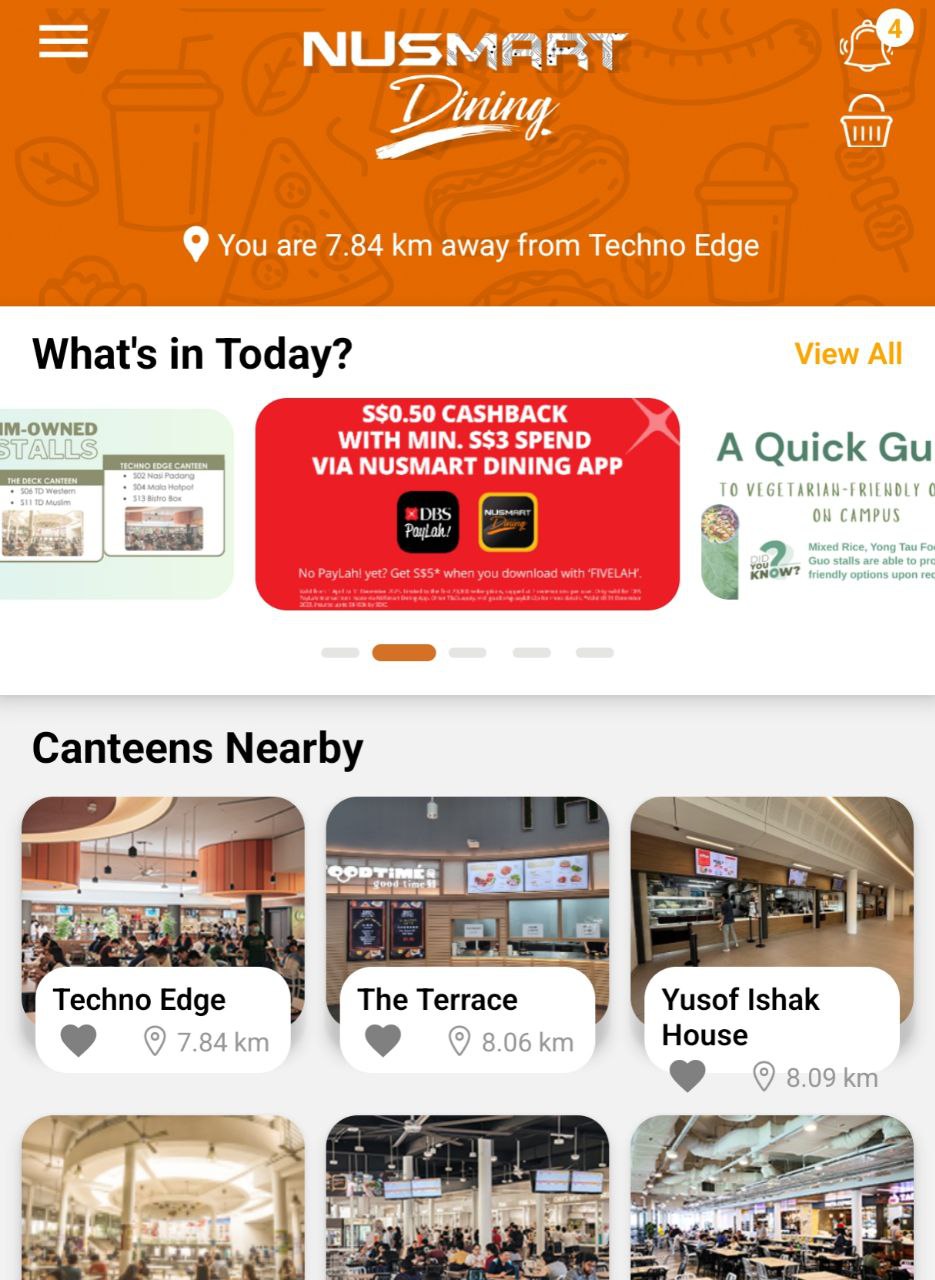 NUSMART
Dining
4
You are 7.84 km away from Techno Edge
What's in Today?
View All
IM-OWNED
STALLS
THE DECK CANTEEN
• S06 TD Western
• S11 TD Muslim
TECHNO EDGE CANTEEN
• S02 Nasi Padang
• S04 Mala Hotpot
• S13 Bistro Box
S$0.50 CASHBACK
WITH MIN. S$3 SPEND
VIA NUSMART DINING APP
DBS
PayLah!
NUSMART
Dining
No PayLah! yet? Get S$5* when you download with 'FIVELAH'.
A Quick Gu
TO VEGETARIAN-FRIENDLY O
ON CAMPUS
DID
YOU
KNOW?
Mixed Rice, Yong Tau Foo
Guo stalls are able to pro
friendly options upon req
Canteens Nearby
GOODTiMÉ
good time
Techno Edge
7.84 km
The Terrace
8.06 km
Yusof Ishak
House
8.09 km